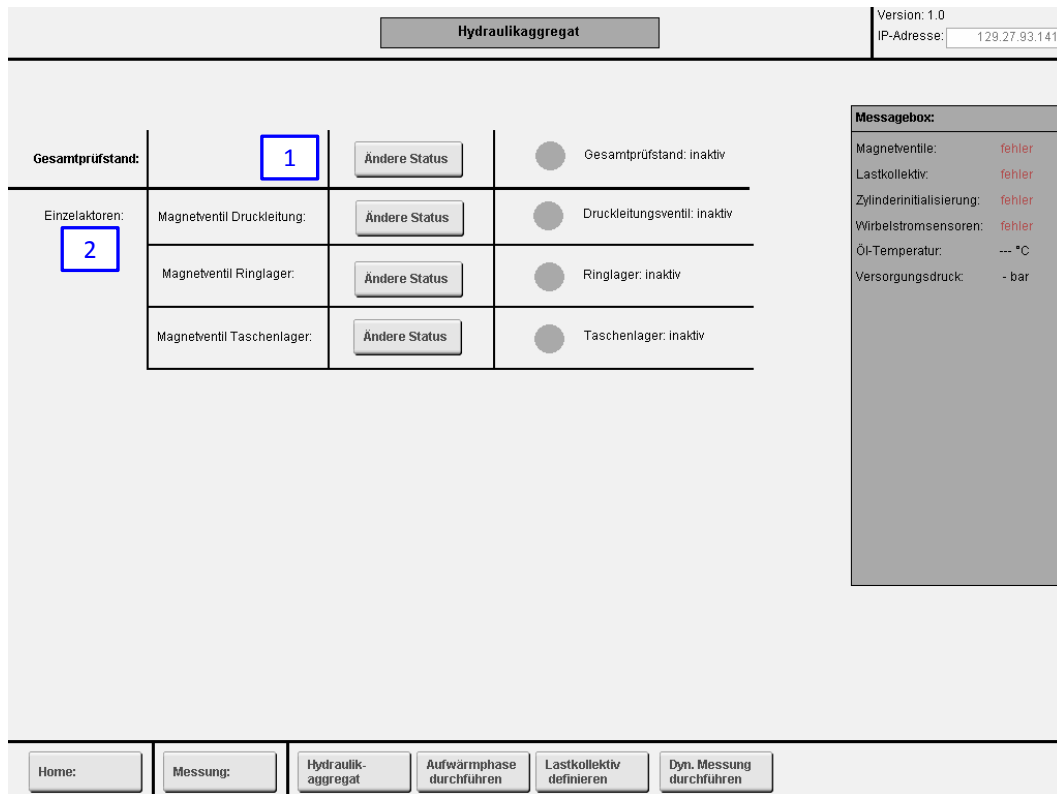 Hydraulikaggregat
Version: 1.0
IP-Adresse: 129.27.93.141
Gesamtprüfstand:
1
Ändere Status
Gesamtprüfstand: inaktiv
Einzelaktoren:
2
Magnetventil Druckleitung:
Ändere Status
Druckleitungsventil: inaktiv
Magnetventil Ringlager:
Ändere Status
Ringlager: inaktiv
Magnetventil Taschenlager:
Ändere Status
Taschenlager: inaktiv
Messagebox:
Magnetventile: fehler
Lastkollektiv: fehler
Zylinderinitialisierung: fehler
Wirbelstromsensoren: fehler
Öl-Temperatur: --- °C
Versorgungsdruck: - bar
Home:
Messung:
Hydraulik-
aggregat
Aufwärmphase
durchführen
Lastkollektiv
definieren
Dyn. Messung
durchführen